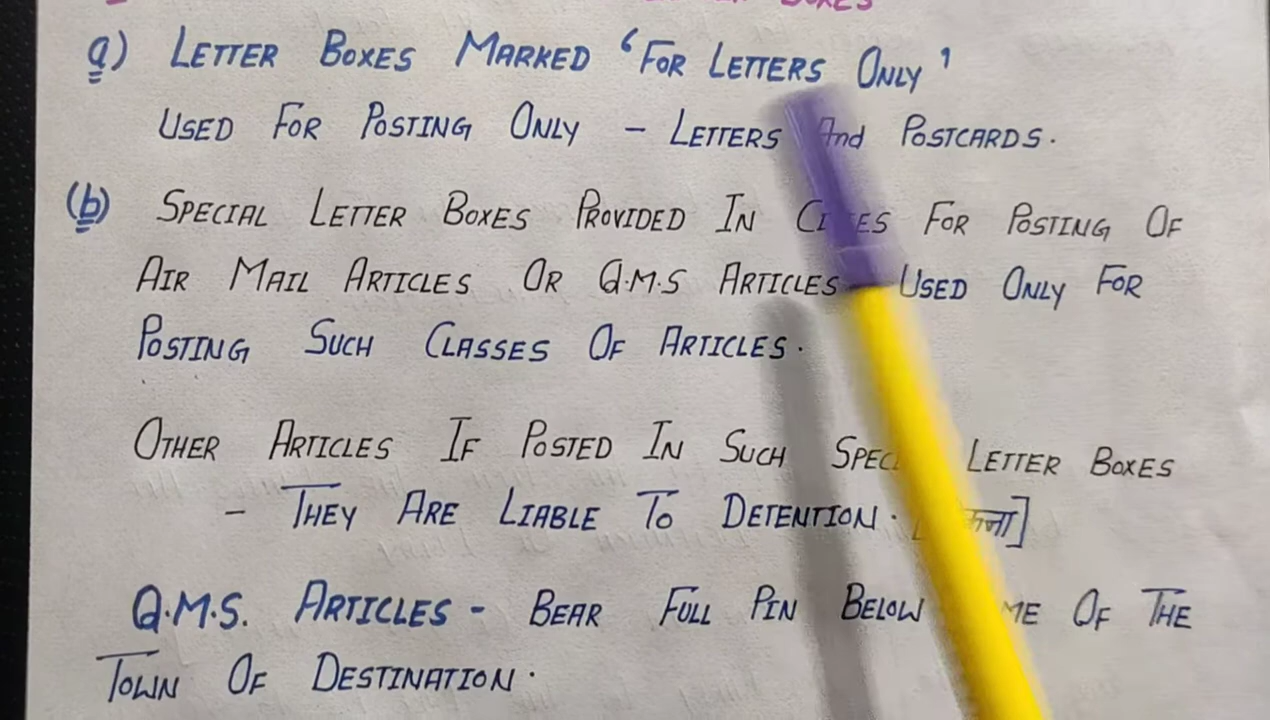 BOXES
a) LETTER BOXES MARKED ‘FOR LETTERS ONLY’
USED FOR POSTING ONLY – LETTERS And POSTCARDS.
(b) SPECIAL LETTER BOXES PROVIDED IN FOR POSTING OF
AIR MAIL ARTICLES OR Q.M.S ARTICLES USED ONLY FOR
POSTING SUCH CLASSES OF ARTICLES.
OTHER ARTICLES IF POSTED IN SUCH LETTER BOXES
– THEY ARE LIABLE TO DETENTION.
Q.M.S. ARTICLES - BEAR FULL PIN BELOW OF THE
TOWN OF DESTINATION.